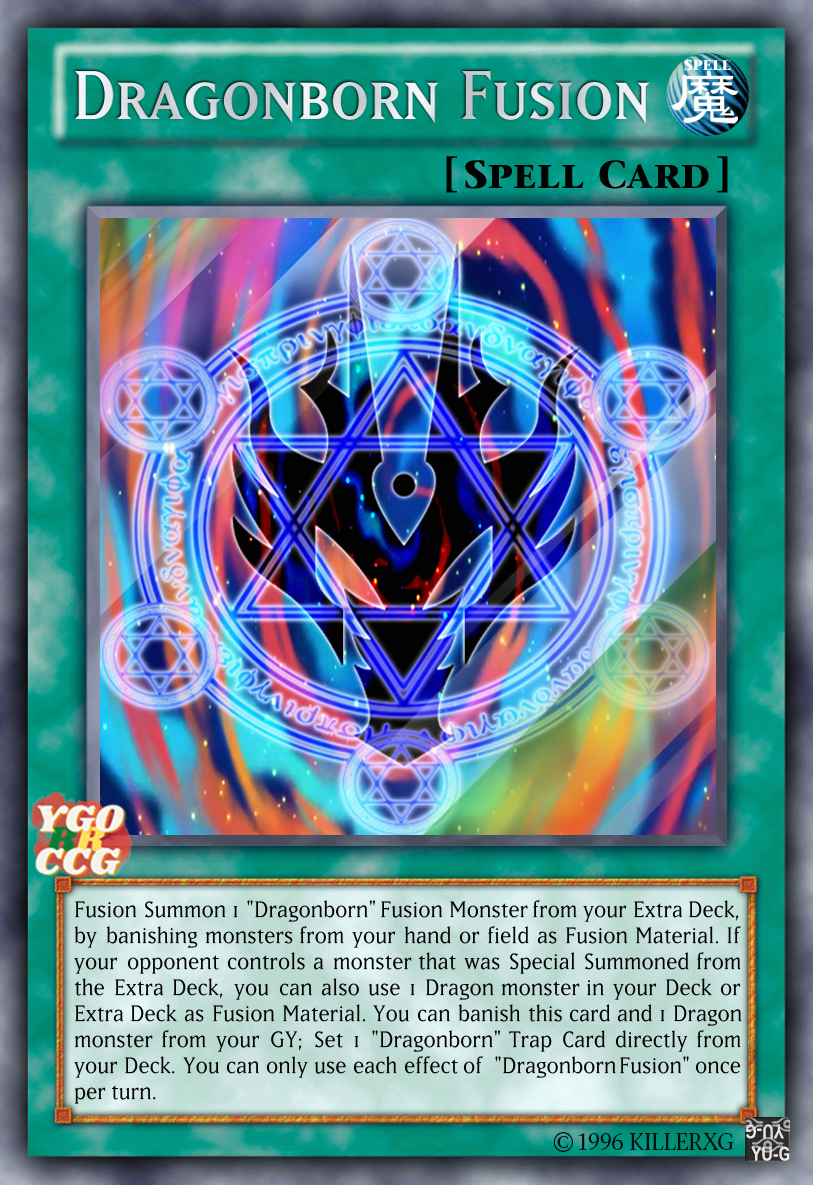 Dragonborn Fusion
SPELL
魔
[Spell Card]
YGO
BR
CCG
Fusion Summon 1 "Dragonborn" Fusion Monster from your Extra Deck,
by banishing monsters from your hand or field as Fusion Material. If
your opponent controls a monster that was Special Summoned from
the Extra Deck, you can also use 1 Dragon monster in your Deck or
Extra Deck as Fusion Material. You can banish this card and 1 Dragon
monster from your GY; Set 1 "Dragonborn" Trap Card directly from
your Deck. You can only use each effect of "Dragonborn Fusion" once
per turn.
© 1996 KILLERXG
YU-G